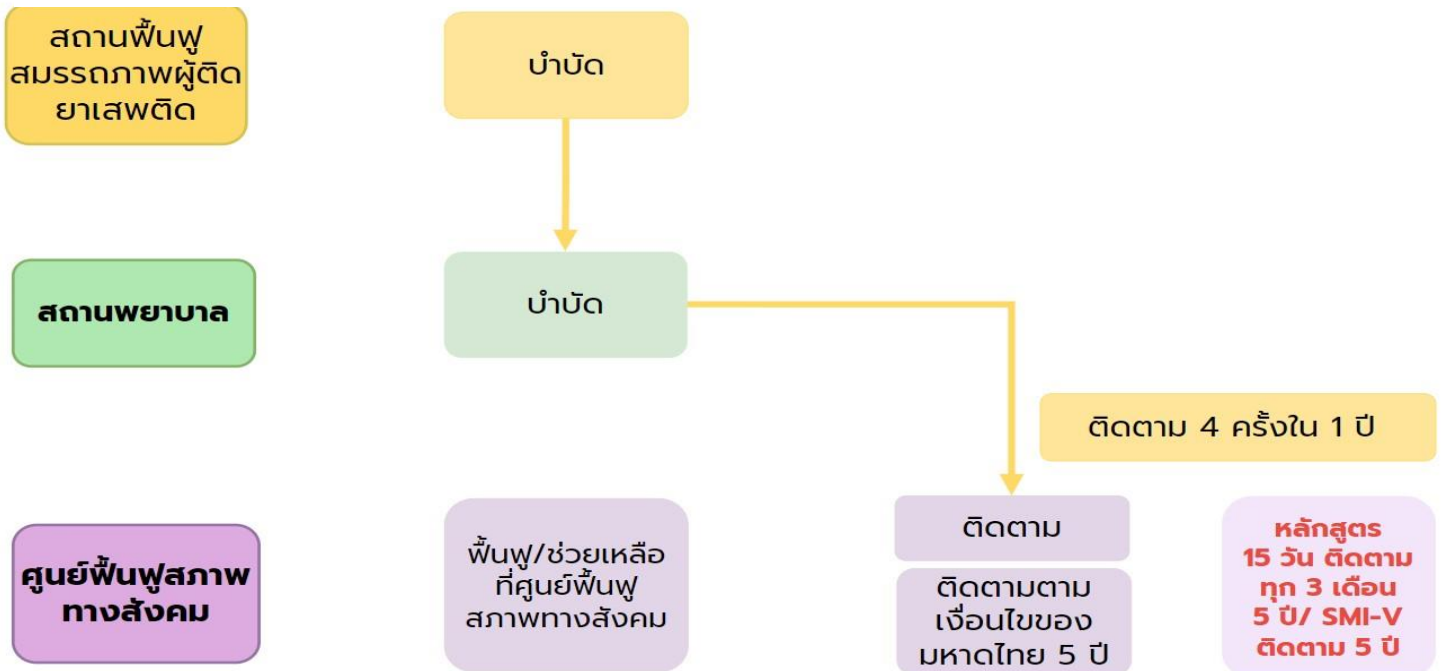 สถานฟื้นฟู
สมรรถภาพผู้ติด
ยาเสพติด
บำบัด
สถานพยาบาล
บำบัด
ติดตาม 4 ครั้งใน 1 ปี
ศูนย์ฟื้นฟูสภาพ
ทางสังคม
ฟื้นฟู/ช่วยเหลือ
ที่ศูนย์ฟื้นฟู
สภาพทางสังคม
ติดตาม
ติดตามตาม
เงื่อนไขของ
มหาดไทย 5 ปี
หลักสูตร
15 วัน ติดตาม
ทุก 3 เดือน
5 ปี/ SMI-V
ติดตาม 5 ปี